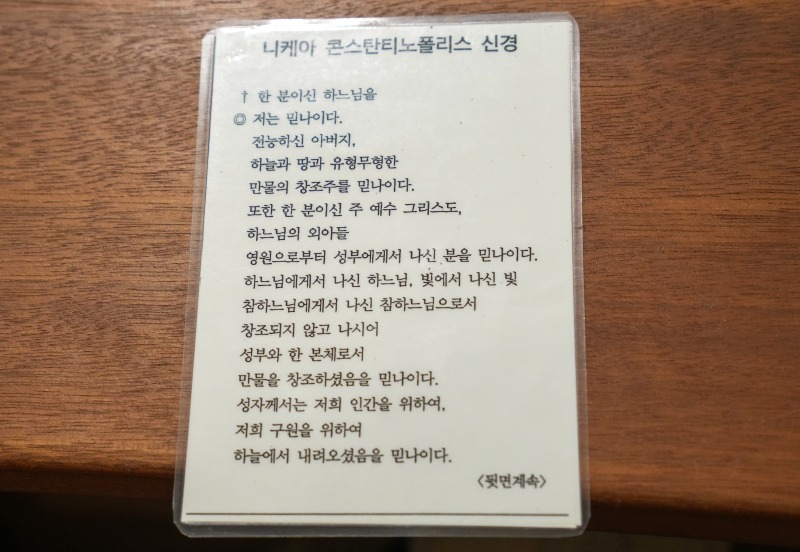 니케아 콘스탄티노폴리스 신경
† 한 분이신 하느님을
◎ 저는 믿나이다.
전능하신 아버지,
하늘과 땅과 유형무형한
만물의 창조주를 믿나이다.
또한 한 분이신 주 예수 그리스도,
하느님의 외아들
영원으로부터 성부에게서 나신 분을 믿나이다.
하느님에게서 나신 하느님, 빛에서 나신 빛
참하느님에게서 나신 참하느님으로서
창조되지 않고 나시어
성부와 한 본체로서
만물을 창조하셨음을 믿나이다.
성자께서는 저희 인간을 위하여,
저희 구원을 위하여
하늘에서 내려오셨음을 믿나이다.
<뒷면계속>